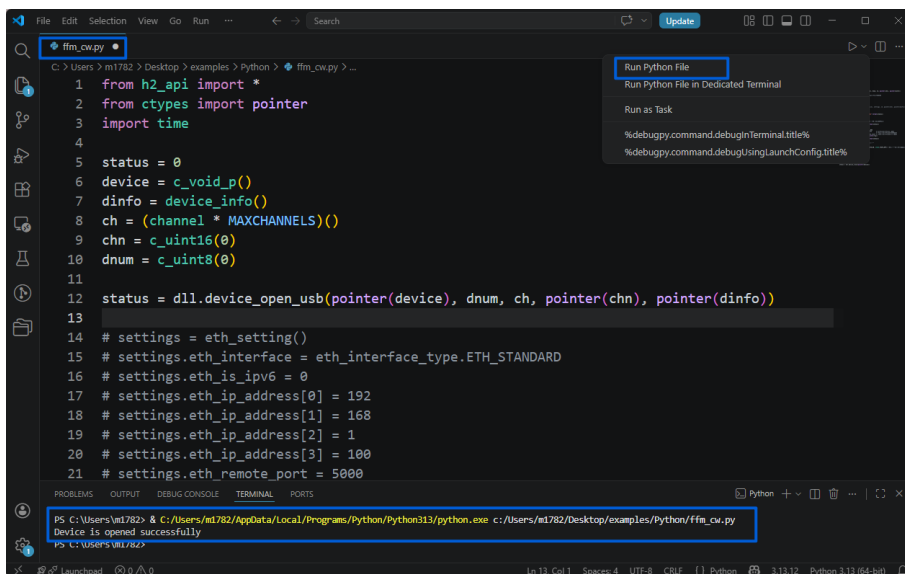 File Edit Selection View Go Run ··· ← → Search Update
ffm_cw.py
C: > Users > m1782 > Desktop > examples > Python > ffm_cw.py > ...
Run Python File
Run Python File in Dedicated Terminal
Run as Task
%debugpy.command.debugInTerminal.title%
%debugpy.command.debugUsingLaunchConfig.title%
1 from h2_api import *
2 from ctypes import pointer
3 import time
4
5 status = 0
6 device = c_void_p()
7 dinfo = device_info()
8 ch = (channel * MAXCHANNELS)()
9 chn = c_uint16(0)
10 dnum = c_uint8(0)
11
12 status = dll.device_open_usb(pointer(device), dnum, ch, pointer(chn), pointer(dinfo))
13
14 # settings = eth_setting()
15 # settings.eth_interface = eth_interface_type.ETH_STANDARD
16 # settings.eth_is_ipv6 = 0
17 # settings.eth_ip_address[0] = 192
18 # settings.eth_ip_address[1] = 168
19 # settings.eth_ip_address[2] = 1
20 # settings.eth_ip_address[3] = 100
21 # settings.eth_remote_port = 5000
PROBLEMS OUTPUT DEBUG CONSOLE TERMINAL PORTS Python
PS C:\Users\m1782> & C:/Users/m1782/AppData/Local/Programs/Python/Python313/python.exe c:/Users/m1782/Desktop/examples/Python/ffm_cw.py
Device is opened successfully
PS C:\Users\m1782>
Launchpad 0 0 Ln 13, Col 1 Spaces: 4 UTF-8 CRLF { } Python 3.13.12 Python 3.13 (64-bit)